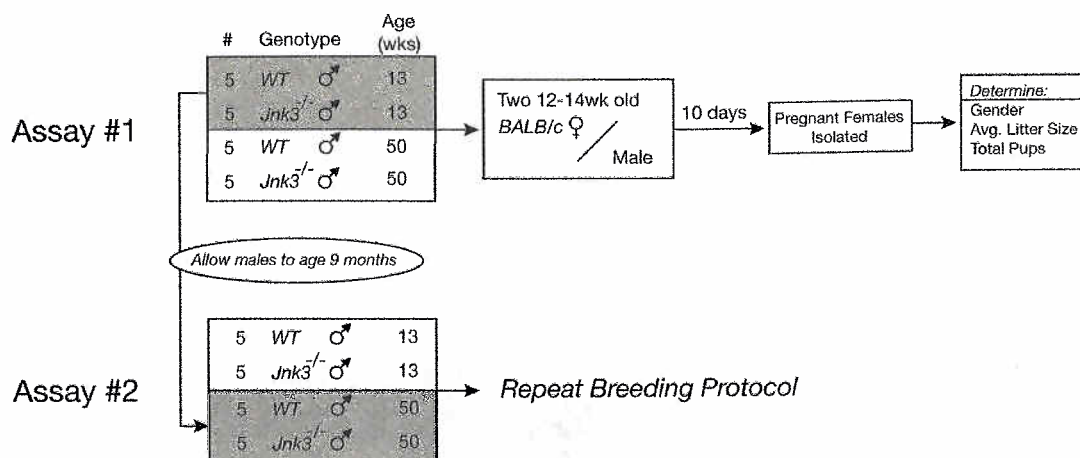 Age
# Genotype (wks)
5 WT ♂ 13
5 Jnk3-/- ♂ 13
5 WT ♂ 50
5 Jnk3-/- ♂ 50
Assay #1
Two 12-14wk old
BALB/c ♀ / Male
10 days
Pregnant Females
Isolated
Determine:
Gender
Avg. Litter Size
Total Pups
Allow males to age 9 months
5 WT ♂ 13
5 Jnk3-/- ♂ 13
5 WT ♂ 50
5 Jnk3-/- ♂ 50
Assay #2
Repeat Breeding Protocol